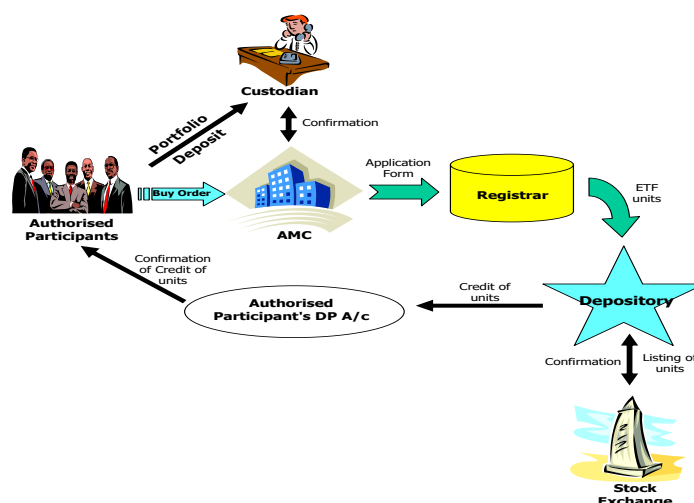 Custodian
Portfolio
Deposit
Confirmation
Buy Order
Application
Form
Registrar
ETF
units
Authorised
Participants
AMC
Confirmation
of Credit of
units
Authorised
Participant's DP A/c
Credit of
units
Depository
Confirmation
Listing of
units
Stock
Exchange